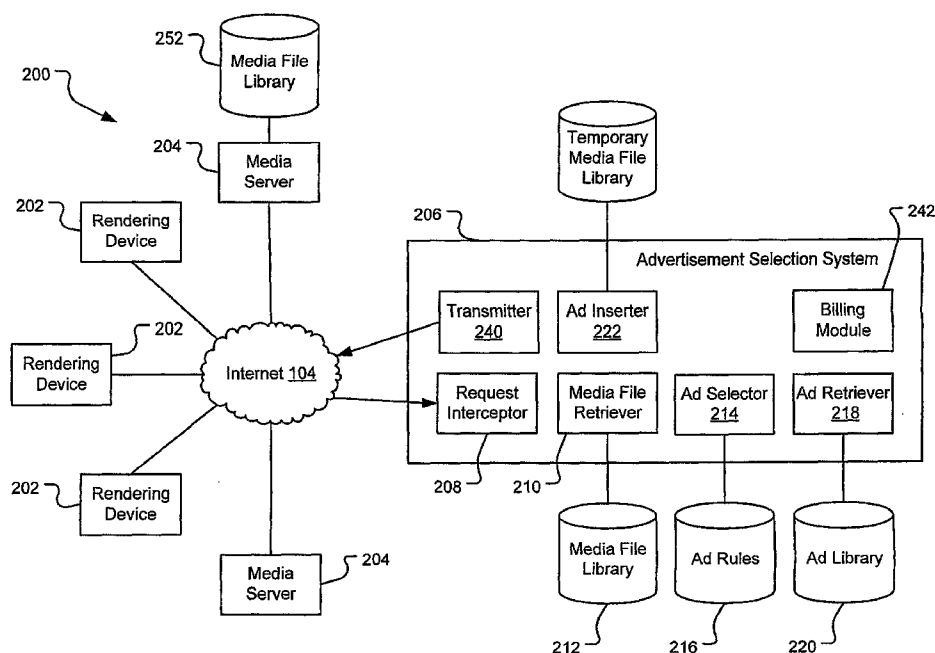 252
Media File
Library
200
204
Media
Server
Temporary
Media File
Library
202
Rendering
Device
206
242
Advertisement Selection System
Transmitter
240
Ad Inserter
222
Billing
Module
202
Rendering
Device
Internet 104
Request
Interceptor
Media File
Retriever
Ad Selector
214
Ad Retriever
218
202
Rendering
Device
208
210
Media
Server
204
Media File
Library
Ad Rules
Ad Library
212
216
220